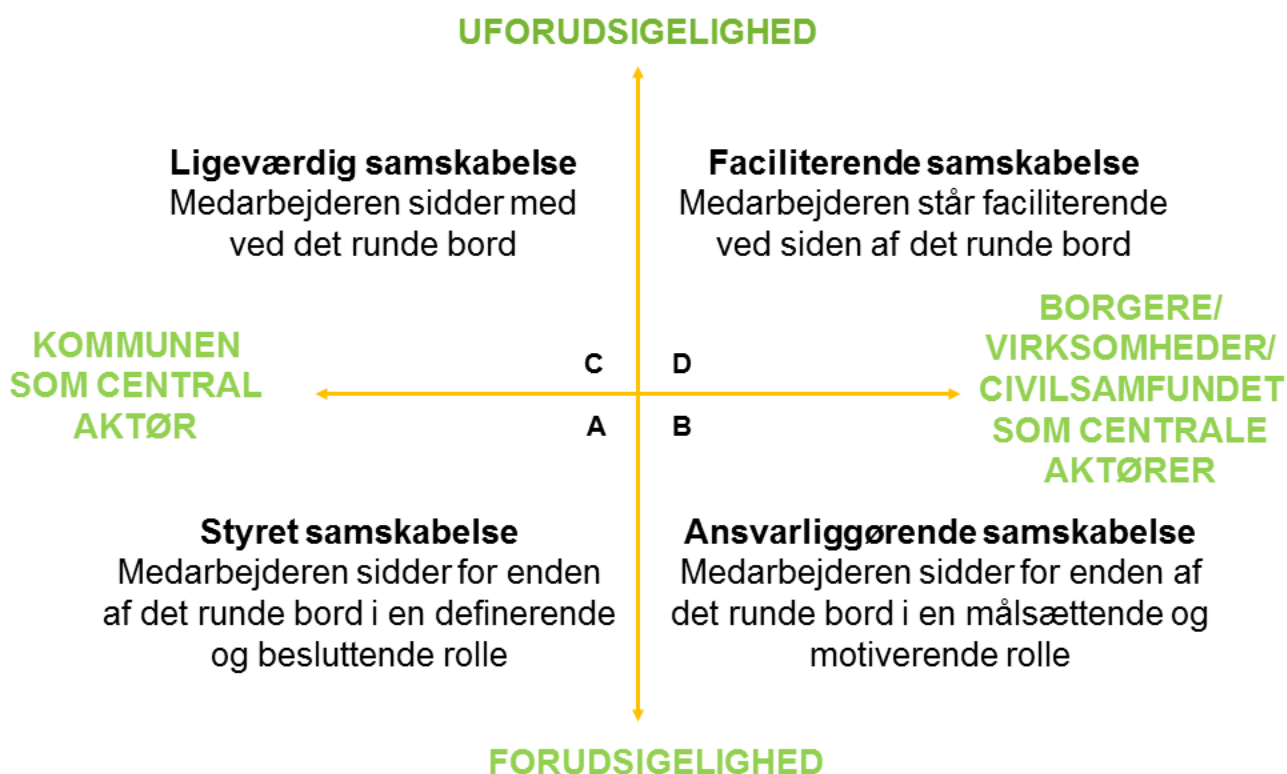 UFORUDSIGELIGHED
Ligeværdig samskabelse
Medarbejderen sidder med
ved det runde bord
Faciliterende samskabelse
Medarbejderen står faciliterende
ved siden af det runde bord
KOMMUNEN
SOM CENTRAL
AKTØR
C
D
A
B
BORGERE/
VIRKSOMHEDER/
CIVILSAMFUNDET
SOM CENTRALE
AKTØRER
Styret samskabelse
Medarbejderen sidder for enden
af det runde bord i en definerende
og besluttende rolle
Ansvarliggørende samskabelse
Medarbejderen sidder for enden af
det runde bord i en målsættende og
motiverende rolle
FORUDSIGELIGHED